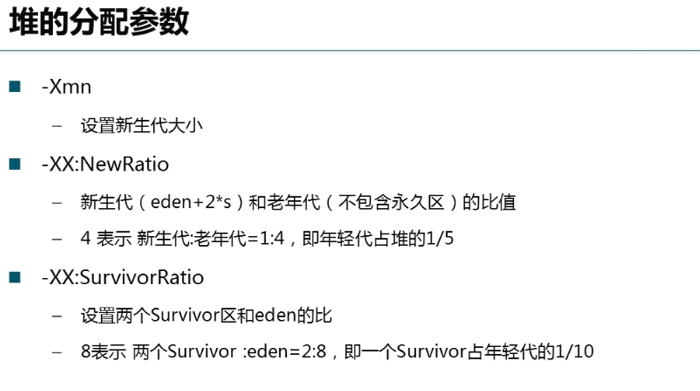 堆的分配参数
-Xmn
– 设置新生代大小
-XX:NewRatio
– 新生代（eden+2*s）和老年代（不包含永久区）的比值
– 4 表示 新生代:老年代=1:4，即年轻代占堆的1/5
-XX:SurvivorRatio
– 设置两个Survivor区和eden的比
– 8表示 两个Survivor :eden=2:8，即一个Survivor占年轻代的1/10